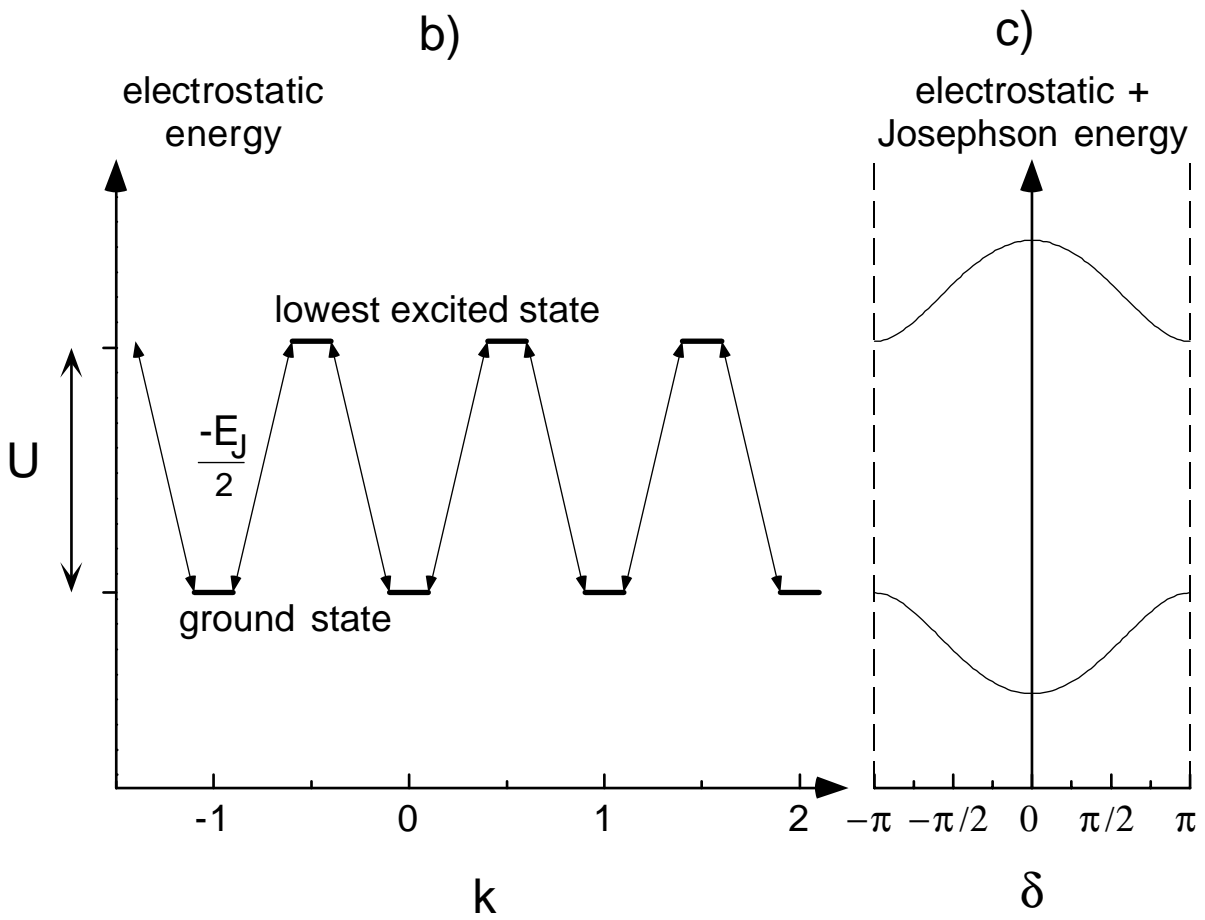 b)
electrostatic
energy
lowest excited state
-E_J
2
U
ground state
-1 0 1 2
k
c)
electrostatic +
Josephson energy
−π −π/2 0 π/2 π
δ